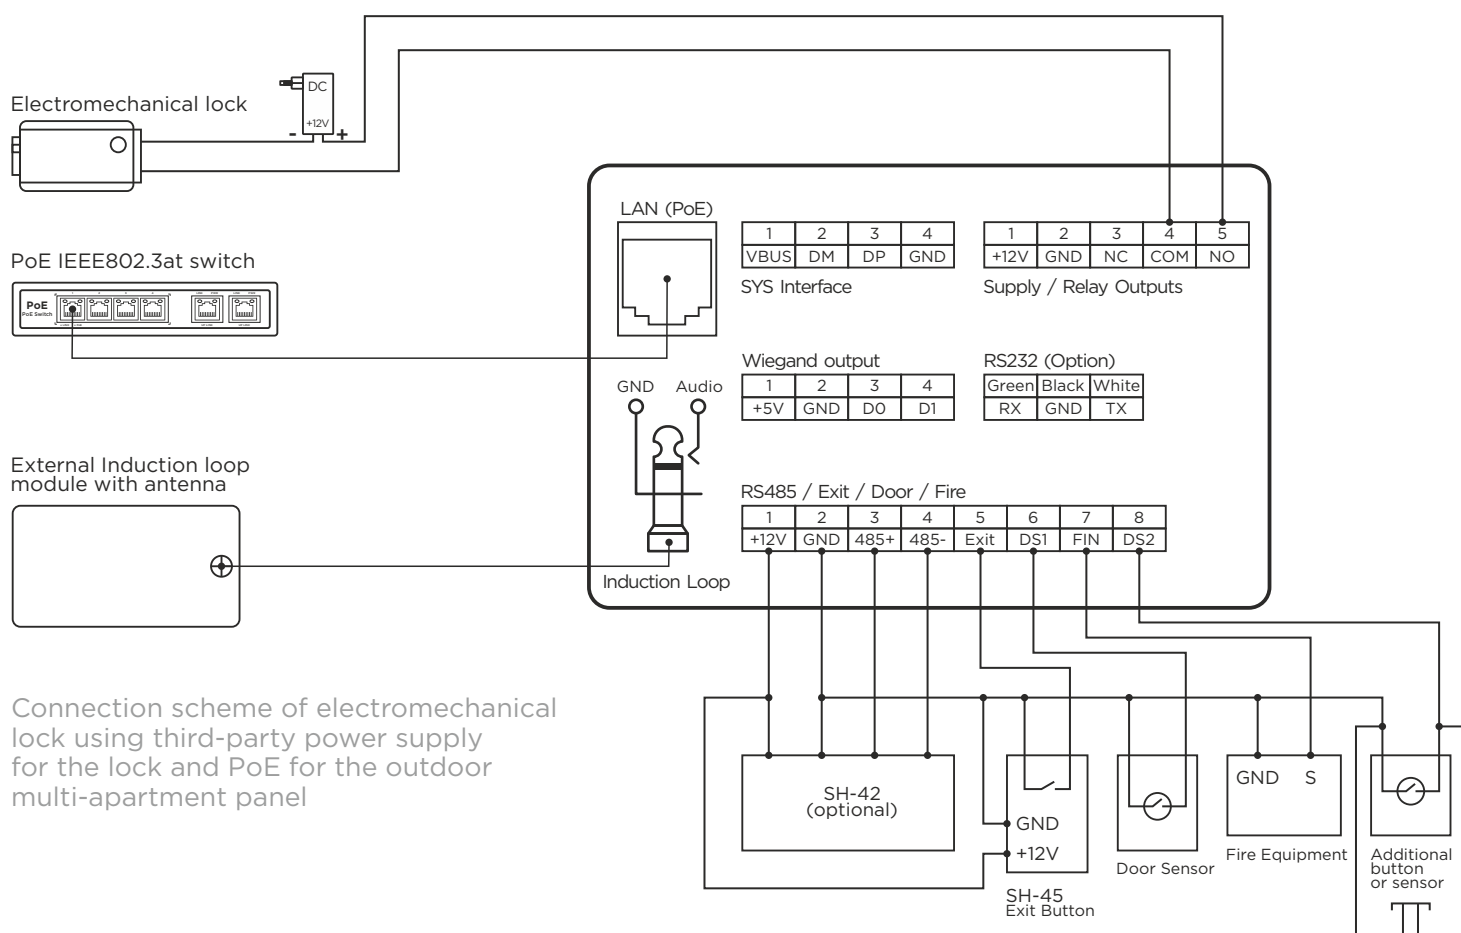 Electromechanical lock
DC
+12V
- +
PoE IEEE802.3at switch
PoE
PoE Switch
External Induction loop
module with antenna
LAN (PoE)
1 2 3 4
VBUS DM DP GND
SYS Interface
1 2 3 4 5
+12V GND NC COM NO
Supply / Relay Outputs
Wiegand output
1 2 3 4
+5V GND D0 D1
RS232 (Option)
Green Black White
RX GND TX
GND Audio
Induction Loop
RS485 / Exit / Door / Fire
1 2 3 4 5 6 7 8
+12V GND 485+ 485- Exit DS1 FIN DS2
Connection scheme of electromechanical
lock using third-party power supply
for the lock and PoE for the outdoor
multi-apartment panel
SH-42
(optional)
GND
+12V
SH-45
Exit Button
Door Sensor
GND S
Fire Equipment
Additional
button
or sensor